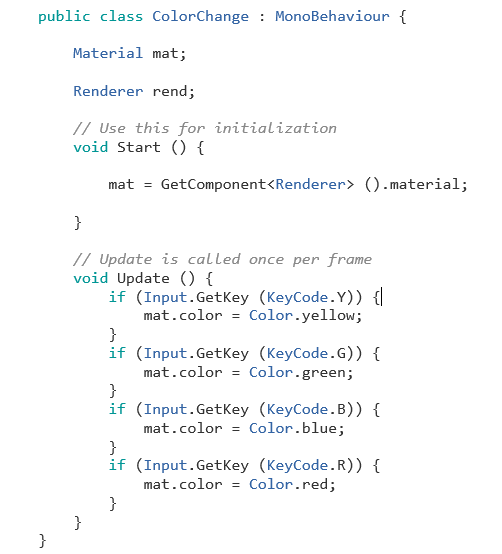 public class ColorChange : MonoBehaviour {
Material mat;
Renderer rend;
// Use this for initialization
void Start () {
mat = GetComponent<Renderer> ().material;
}
// Update is called once per frame
void Update () {
if (Input.GetKey (KeyCode.Y)) {
mat.color = Color.yellow;
}
if (Input.GetKey (KeyCode.G)) {
mat.color = Color.green;
}
if (Input.GetKey (KeyCode.B)) {
mat.color = Color.blue;
}
if (Input.GetKey (KeyCode.R)) {
mat.color = Color.red;
}
}
}